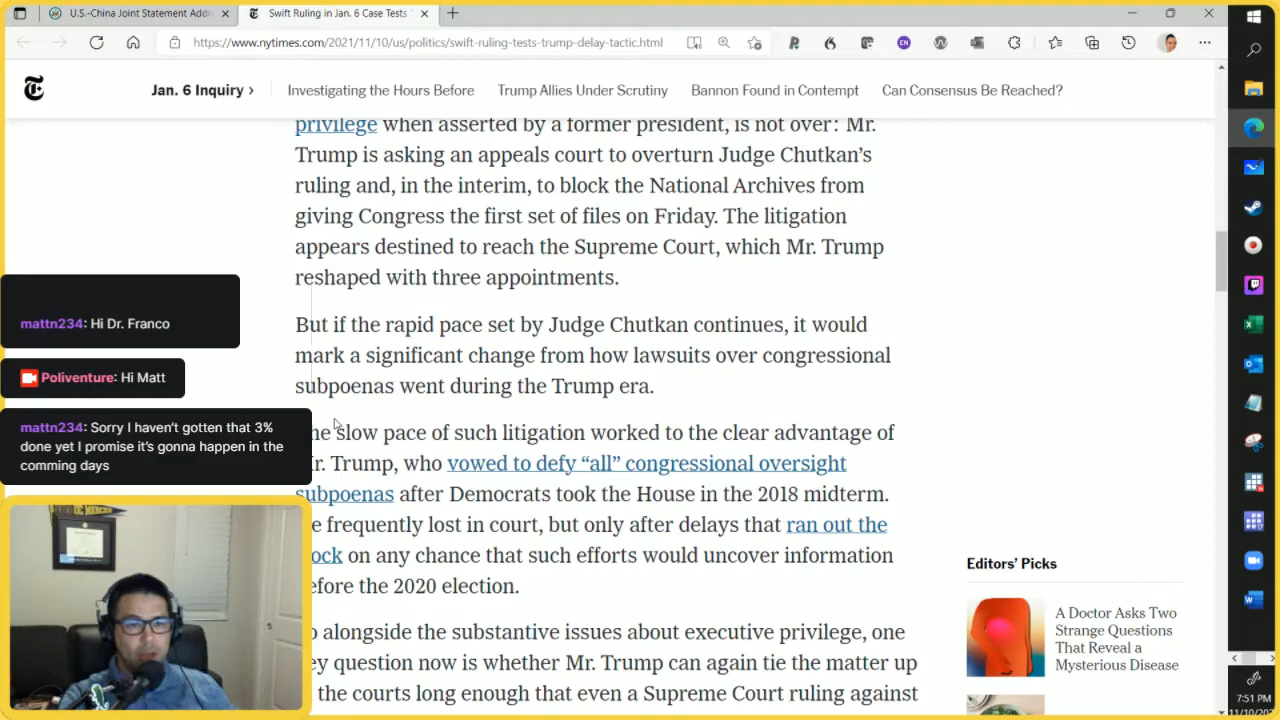 U.S.-China Joint Statement Addr
Swift Ruling in Jan. 6 Case Tests T
https://www.nytimes.com/2021/11/10/us/politics/swift-ruling-tests-trump-delay-tactic.html
Jan. 6 Inquiry
Investigating the Hours Before
Trump Allies Under Scrutiny
Bannon Found in Contempt
Can Consensus Be Reached?
privilege when asserted by a former president, is not over: Mr.
Trump is asking an appeals court to overturn Judge Chutkan’s
ruling and, in the interim, to block the National Archives from
giving Congress the first set of files on Friday. The litigation
appears destined to reach the Supreme Court, which Mr. Trump
reshaped with three appointments.
But if the rapid pace set by Judge Chutkan continues, it would
mark a significant change from how lawsuits over congressional
subpoenas went during the Trump era.
he slow pace of such litigation worked to the clear advantage of
r. Trump, who vowed to defy “all” congressional oversight
subpoenas after Democrats took the House in the 2018 midterm.
e frequently lost in court, but only after delays that ran out the
ock on any chance that such efforts would uncover information
efore the 2020 election.
o alongside the substantive issues about executive privilege, one
ey question now is whether Mr. Trump can again tie the matter up
the courts long enough that even a Supreme Court ruling against
mattn234: Hi Dr. Franco
Poliventure: Hi Matt
mattn234: Sorry I haven’t gotten that 3%
done yet I promise it’s gonna happen in the
comming days
UC MERCED
Editors’ Picks
A Doctor Asks Two
Strange Questions
That Reveal a
Mysterious Disease
EN
7:51 PM
11/10/202